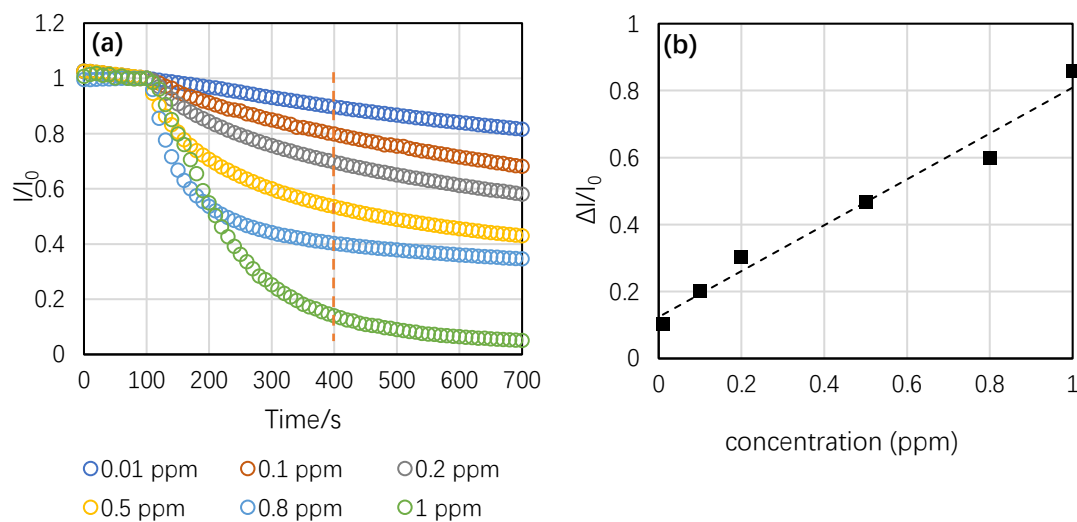 (a)
1.2
1
0.8
0.6
0.4
0.2
0
I/I0
0 100 200 300 400 500 600 700
Time/s
0.01 ppm 0.1 ppm 0.2 ppm
0.5 ppm 0.8 ppm 1 ppm
(b)
1
0.8
0.6
0.4
0.2
0
ΔI/I0
0 0.2 0.4 0.6 0.8 1
concentration (ppm)